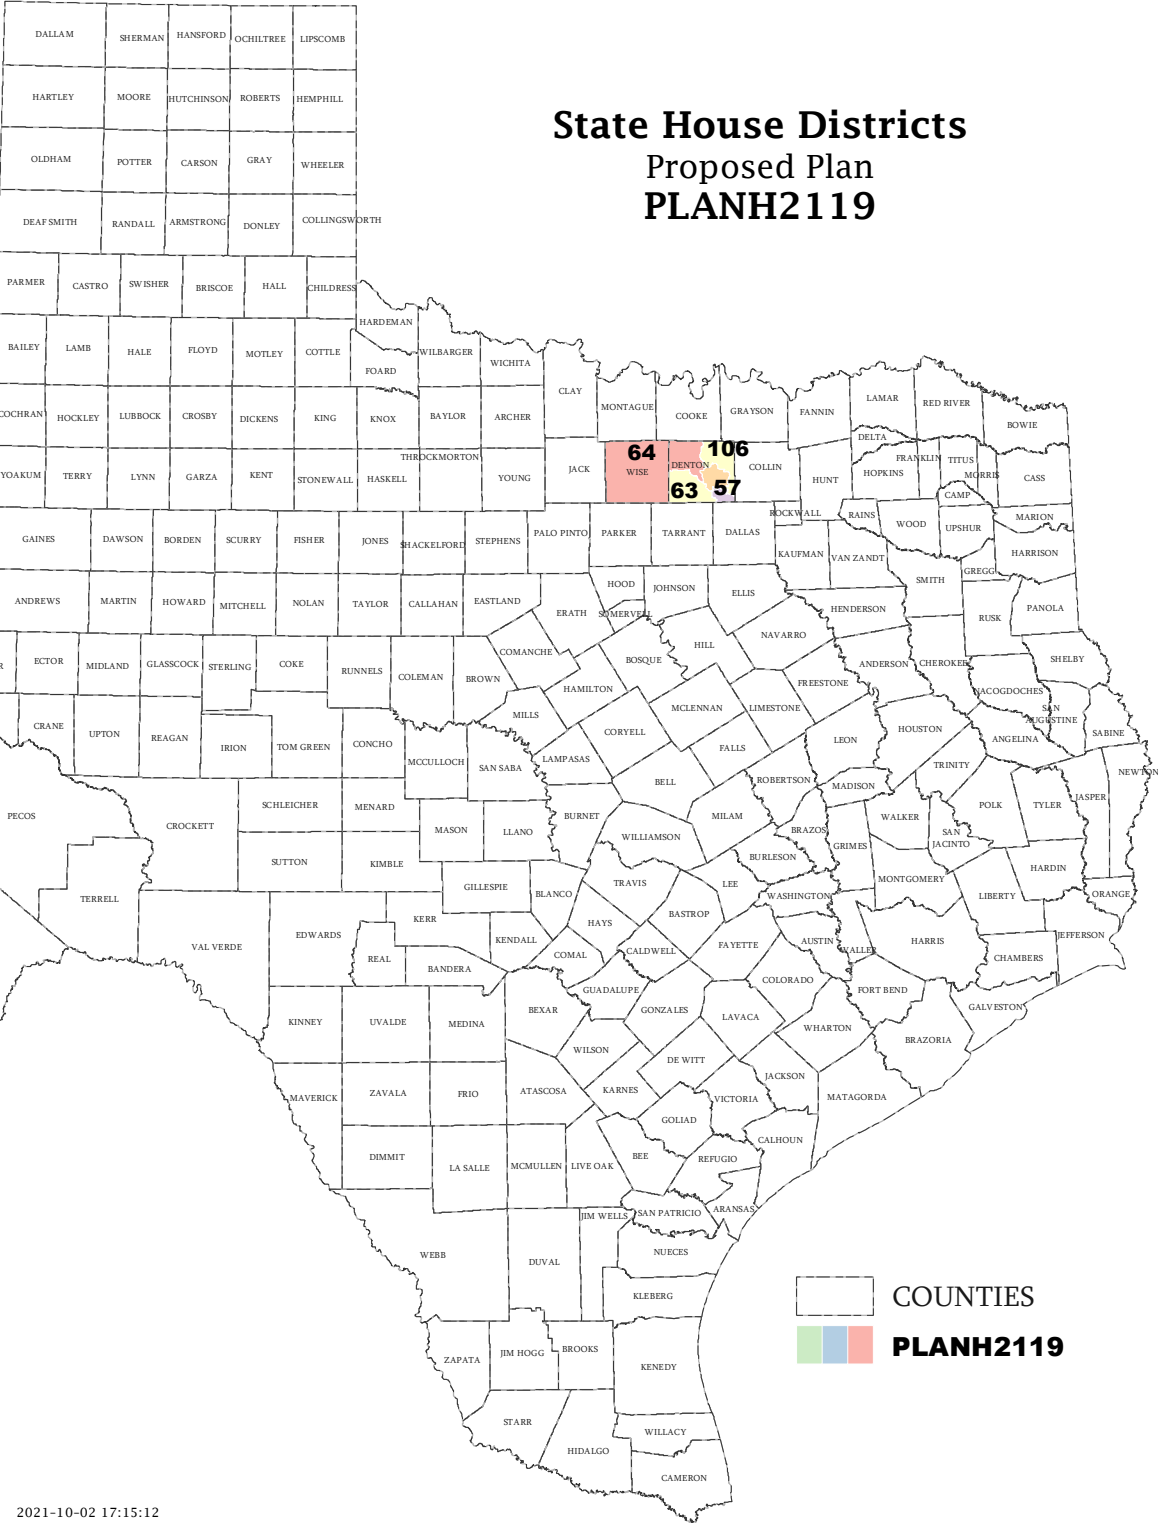 State House Districts
Proposed Plan
PLANH2119
DALLAM
SHERMAN
HANSFORD
OCHILTREE
LIPSCOMB
HARTLEY
MOORE
HUTCHINSON
ROBERTS
HEMPHILL
OLDHAM
POTTER
CARSON
GRAY
WHEELER
DEAF SMITH
RANDALL
ARMSTRONG
DONLEY
COLLINGSWORTH
PARMER
CASTRO
SWISHER
BRISCOE
HALL
CHILDRESS
HARDEMAN
BAILEY
LAMB
HALE
FLOYD
MOTLEY
COTTLE
FOARD
WILBARGER
WICHITA
CLAY
MONTAGUE
COOKE
GRAYSON
FANNIN
LAMAR
RED RIVER
BOWIE
COCHRAN
HOCKLEY
LUBBOCK
CROSBY
DICKENS
KING
KNOX
BAYLOR
ARCHER
DELTA
YOAKUM
TERRY
LYNN
GARZA
KENT
STONEWALL
HASKELL
THROCKMORTON
YOUNG
JACK
64
WISE
DENTON
106
63
57
COLLIN
HUNT
HOPKINS
FRANKLIN
TITUS
MORRIS
CASS
CAMP
ROCKWALL
RAINS
WOOD
UPSHUR
MARION
GAINES
DAWSON
BORDEN
SCURRY
FISHER
JONES
SHACKELFORD
STEPHENS
PALO PINTO
PARKER
TARRANT
DALLAS
KAUFMAN
VAN ZANDT
SMITH
GREGG
HARRISON
ANDREWS
MARTIN
HOWARD
MITCHELL
NOLAN
TAYLOR
CALLAHAN
EASTLAND
ERATH
HOOD
SOMERVELL
JOHNSON
ELLIS
HENDERSON
RUSK
PANOLA
R
ECTOR
MIDLAND
GLASSCOCK
STERLING
COKE
RUNNELS
COLEMAN
BROWN
COMANCHE
HAMILTON
BOSQUE
HILL
NAVARRO
FREESTONE
ANDERSON
CHEROKEE
NACOGDOCHES
SHELBY
CRANE
UPTON
REAGAN
IRION
TOM GREEN
CONCHO
MCCULLOCH
SAN SABA
MILLS
LAMPASAS
CORYELL
MCLENNAN
LIMESTONE
FALLS
LEON
HOUSTON
ANGELINA
SAN
AUGUSTINE
SABINE
PECOS
CROCKETT
SCHLEICHER
MENARD
MASON
LLANO
BURNET
BELL
MILAM
ROBERTSON
MADISON
TRINITY
WALKER
POLK
TYLER
JASPER
NEWTON
TERRELL
SUTTON
KIMBLE
GILLESPIE
BLANCO
WILLIAMSON
TRAVIS
LEE
BURLESON
BRAZOS
GRIMES
SAN
JACINTO
MONTGOMERY
LIBERTY
HARDIN
ORANGE
VAL VERDE
EDWARDS
REAL
KERR
BANDERA
KENDALL
COMAL
HAYS
CALDWELL
BASTROP
FAYETTE
WASHINGTON
AUSTIN
WALLER
HARRIS
CHAMBERS
JEFFERSON
KINNEY
UVALDE
MEDINA
BEXAR
GUADALUPE
GONZALES
LAVACA
COLORADO
WHARTON
FORT BEND
BRAZORIA
GALVESTON
MAVERICK
ZAVALA
FRIO
ATASCOSA
WILSON
KARNES
DE WITT
VICTORIA
JACKSON
MATAGORDA
DIMMIT
LA SALLE
MCMULLEN
LIVE OAK
BEE
GOLIAD
REFUGIO
CALHOUN
WEBB
DUVAL
JIM WELLS
SAN PATRICIO
ARANSAS
NUECES
KLEBERG
ZAPATA
JIM HOGG
BROOKS
KENEDY
STARR
HIDALGO
WILLACY
CAMERON
COUNTIES
PLANH2119
2021-10-02 17:15:12